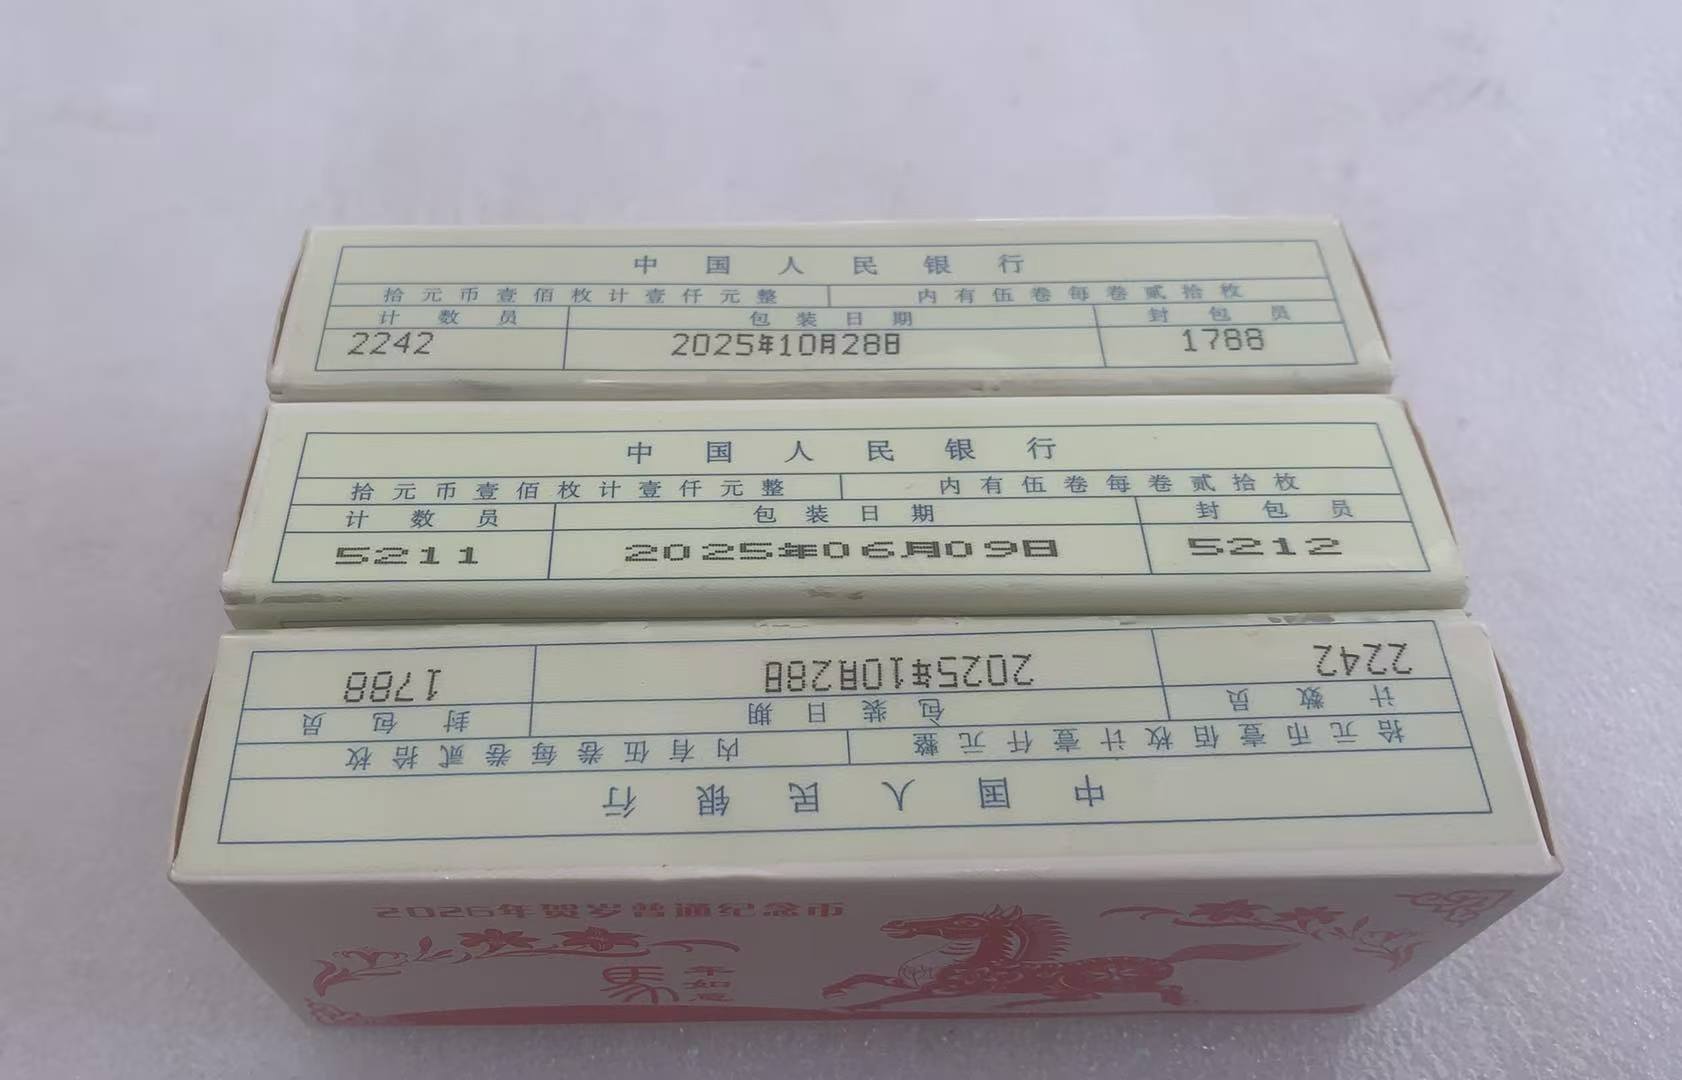 中国人民银行
拾元币壹佰枚计壹仟元整 内有伍卷每卷贰拾枚
计数员 包装日期 封包员
2242 2025年10月28日 1788
中国人民银行
拾元币壹佰枚计壹仟元整 内有伍卷每卷贰拾枚
计数员 包装日期 封包员
5211 2025年06月09日 5212
中国人民银行
拾元币壹佰枚计壹仟元整 内有伍卷每卷贰拾枚
计数员 包装日期 封包员
2242 2025年10月28日 1788
2026年贺岁普通纪念币
马年如意